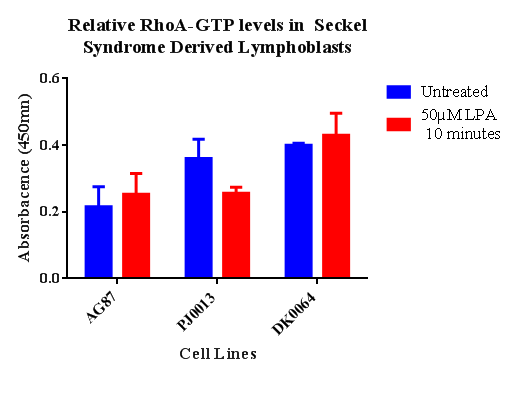 Relative RhoA-GTP levels in Seckel
Syndrome Derived Lymphoblasts
Absorbacence (450mn)
0.6
0.4
0.2
0.0
AG87
PJ0013
DK0064
Cell Lines
Untreated
50µM LPA
10 minutes